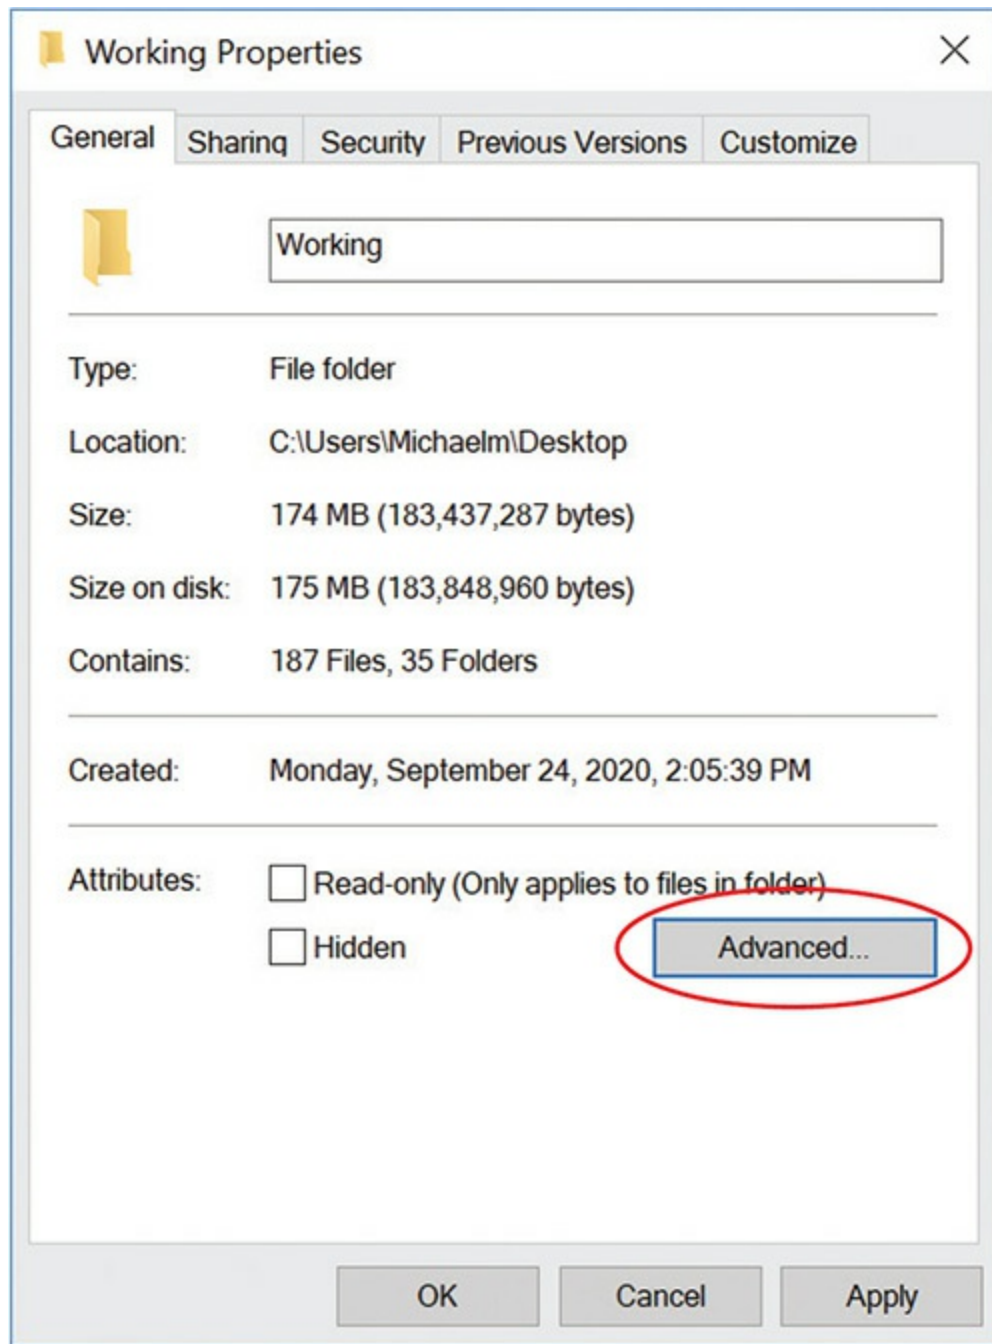 Working Properties
General Sharing Security Previous Versions Customize
Working
Type: File folder
Location: C:\Users\Michaelm\Desktop
Size: 174 MB (183,437,287 bytes)
Size on disk: 175 MB (183,848,960 bytes)
Contains: 187 Files, 35 Folders
Created: Monday, September 24, 2020, 2:05:39 PM
Attributes: Read-only (Only applies to files in folder)
Hidden Advanced...
OK Cancel Apply